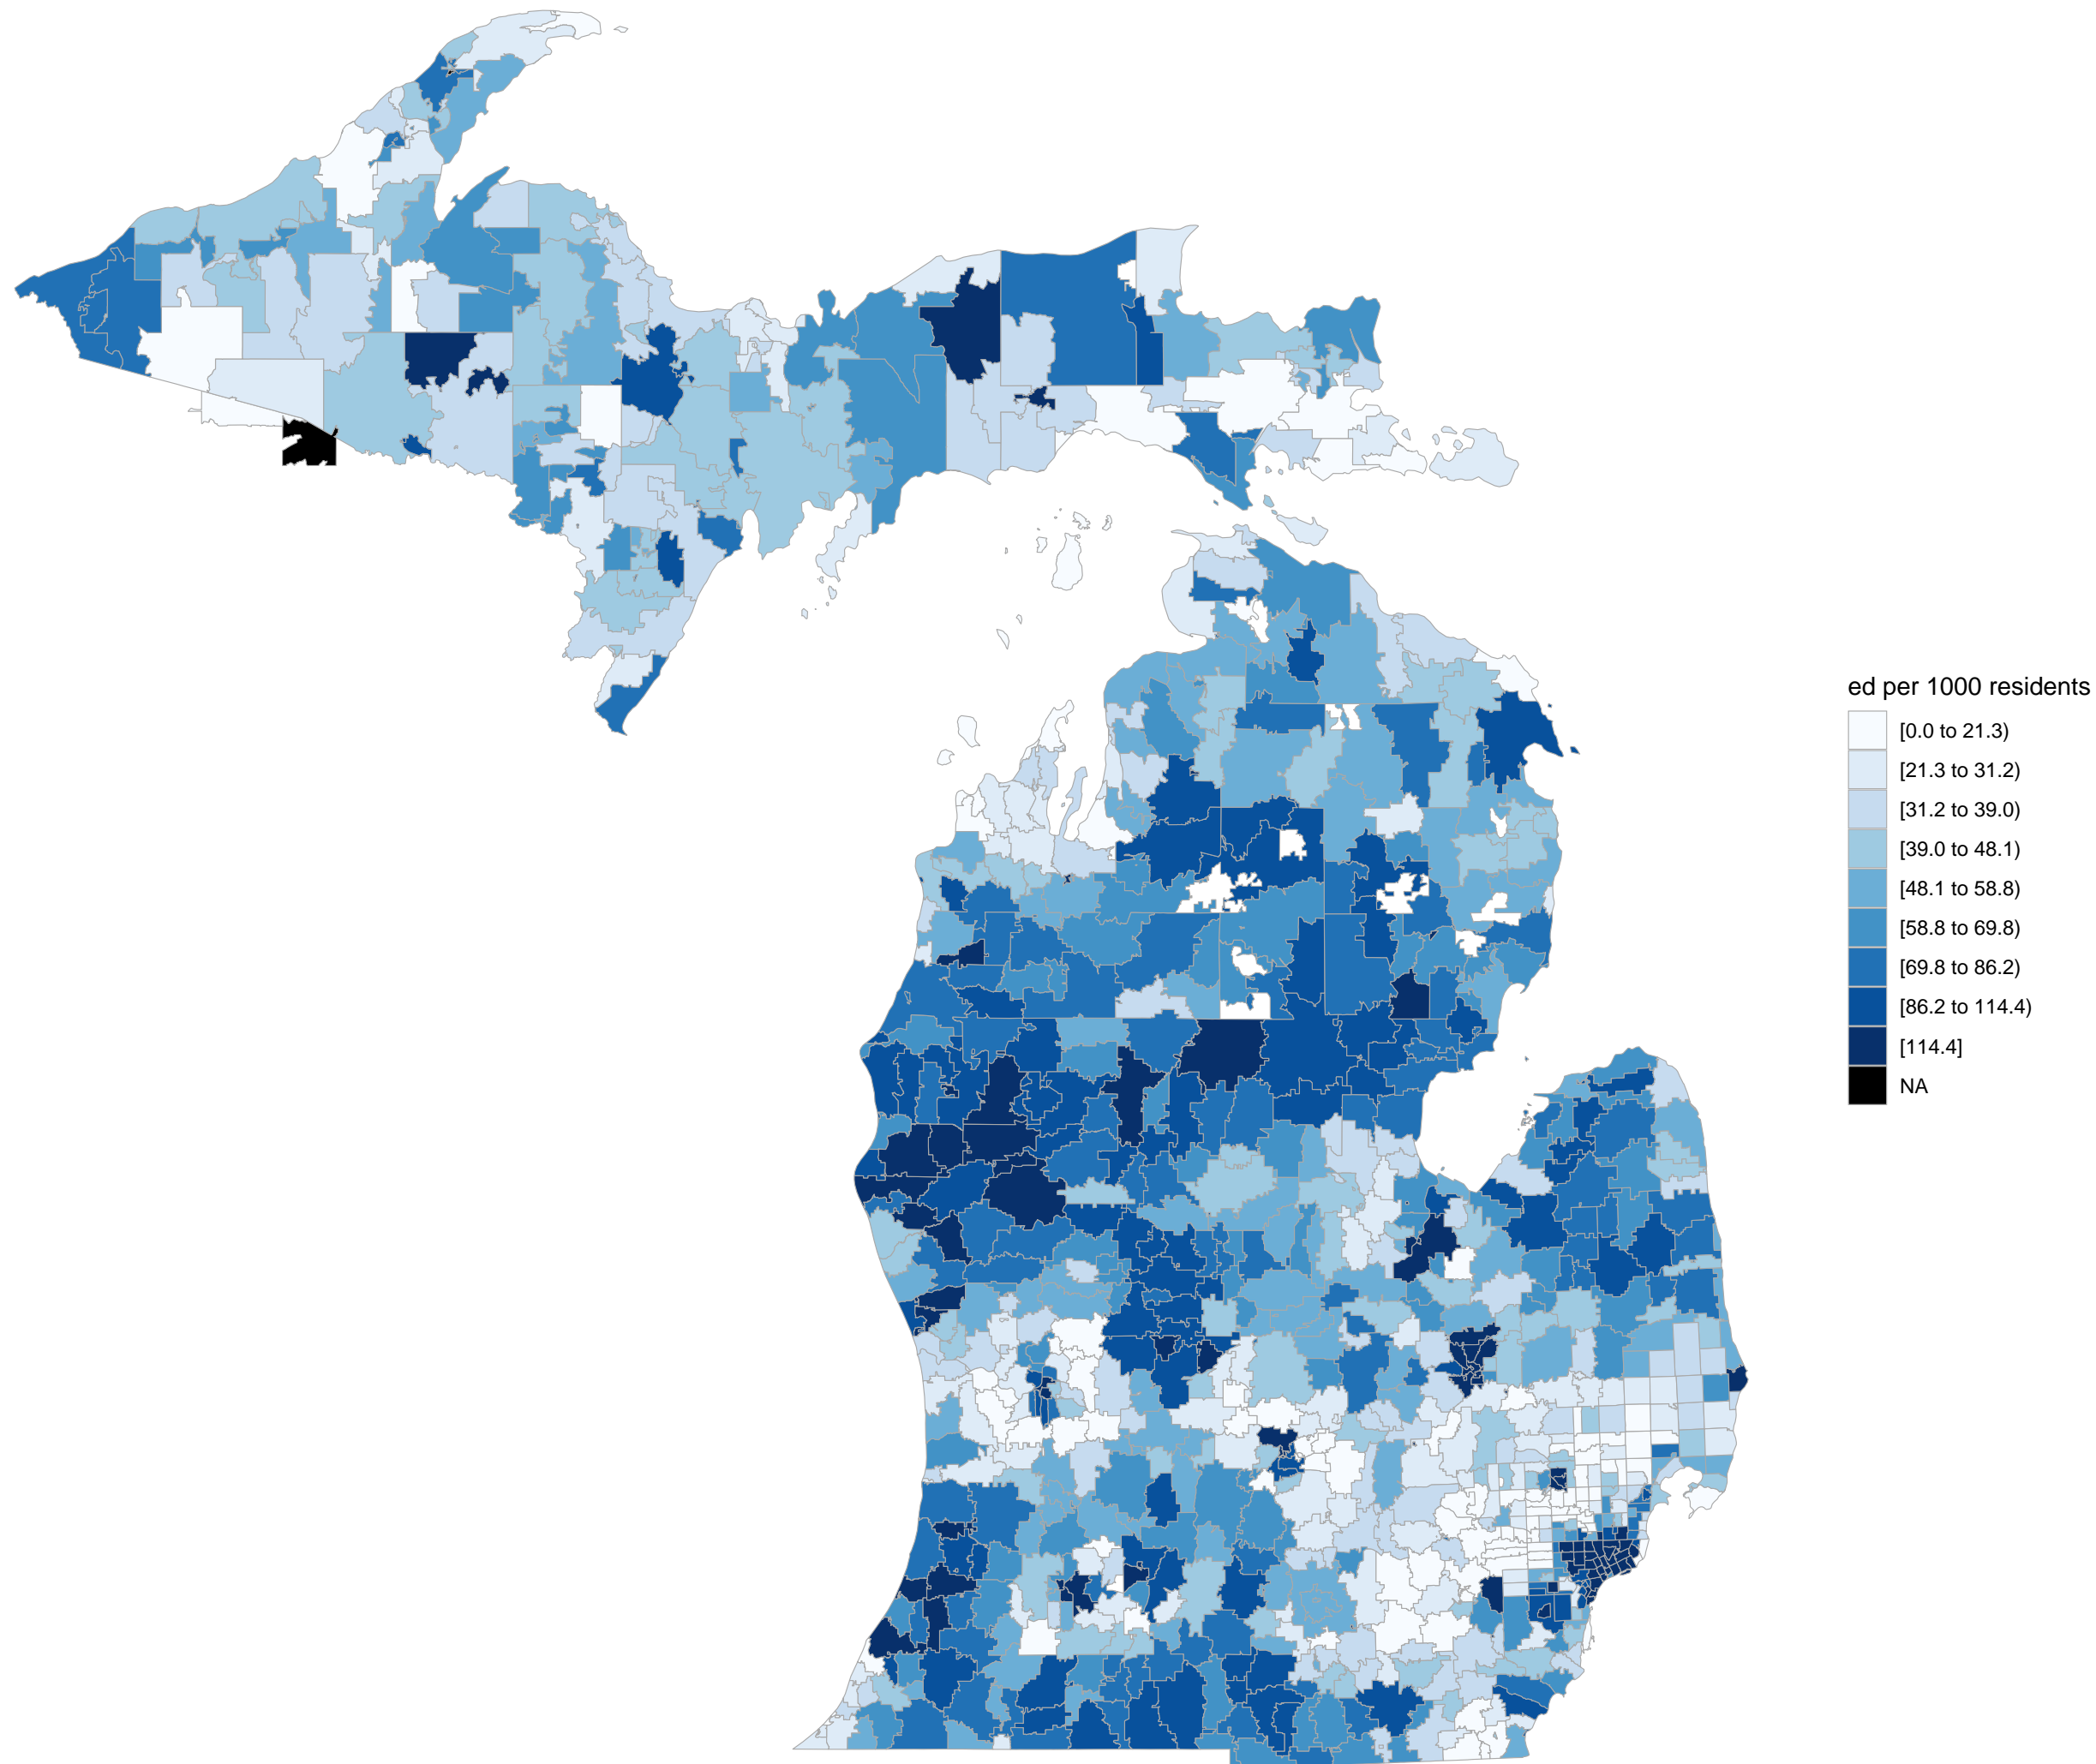 ed per 1000 residents
[0.0 to 21.3)
[21.3 to 31.2)
[31.2 to 39.0)
[39.0 to 48.1)
[48.1 to 58.8)
[58.8 to 69.8)
[69.8 to 86.2)
[86.2 to 114.4)
[114.4]
NA